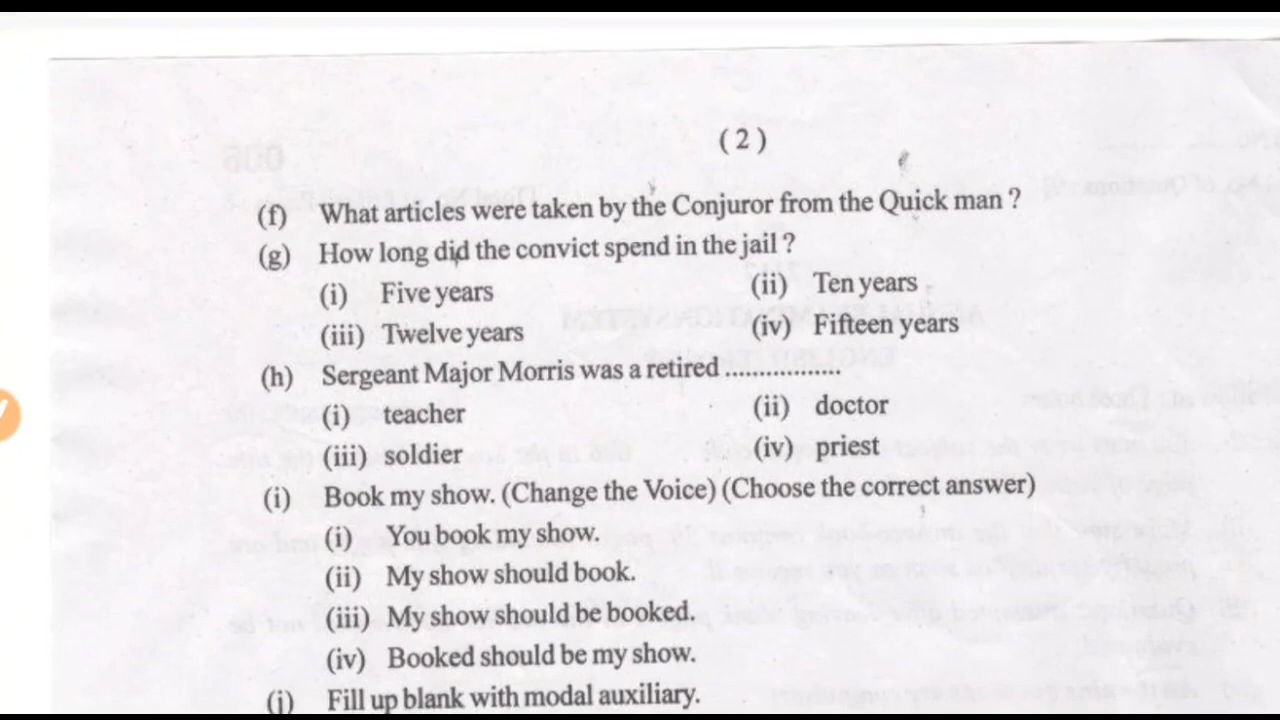 (2)
(f) What articles were taken by the Conjuror from the Quick man ?
(g) How long did the convict spend in the jail ?
(i) Five years (ii) Ten years
(iii) Twelve years (iv) Fifteen years
(h) Sergeant Major Morris was a retired .................
(i) teacher (ii) doctor
(iii) soldier (iv) priest
(i) Book my show. (Change the Voice) (Choose the correct answer)
(i) You book my show.
(ii) My show should book.
(iii) My show should be booked.
(iv) Booked should be my show.
(j) Fill up blank with modal auxiliary.